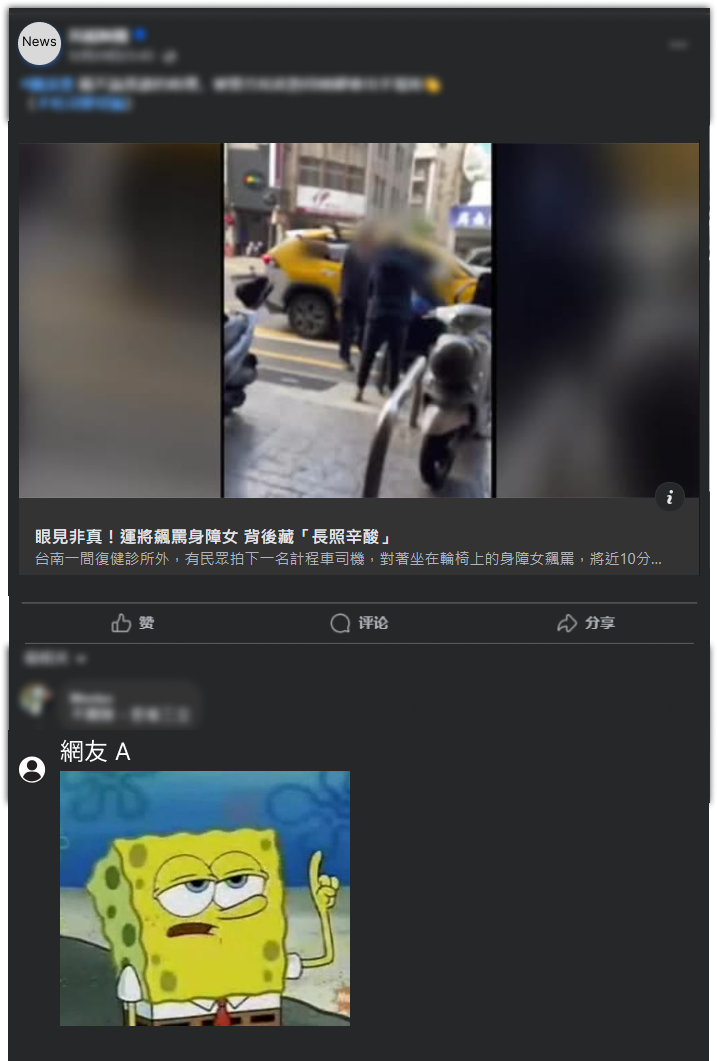 News
眼見非真！運將飆罵身障女 背後藏「長照辛酸」
台南一間復健診所外，有民眾拍下一名計程車司機，對著坐在輪椅上的身障女飆罵，將近10分...
赞
评论
分享
網友 A